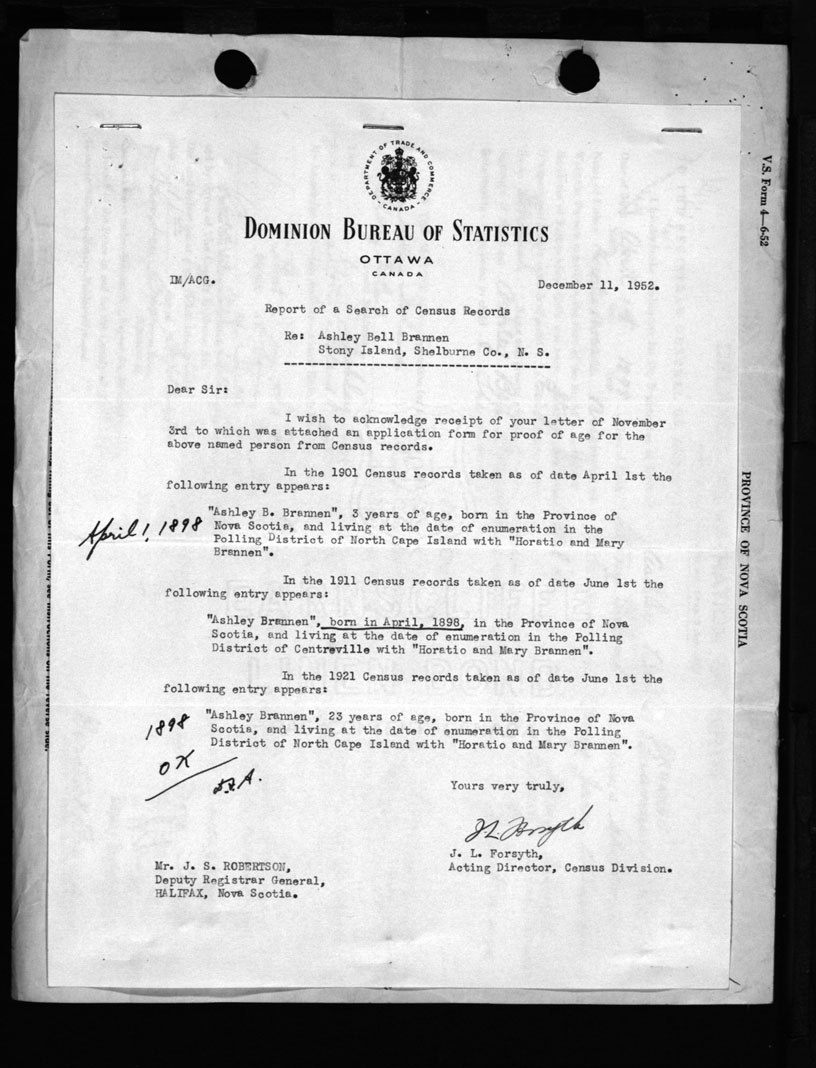 DEPARTMENT OF TRADE AND COMMERCE
CANADA
DOMINION BUREAU OF STATISTICS
OTTAWA
CANADA
IM/ACG.
December 11, 1952.
Report of a Search of Census Records
Re: Ashley Bell Brannen
Stony Island, Shelburne Co., N. S.
Dear Sir:
I wish to acknowledge receipt of your letter of November
3rd to which was attached an application form for proof of age for the
above named person from Census records.
In the 1901 Census records taken as of date April 1st the
following entry appears:
April 1, 1898
"Ashley B. Brannen", 3 years of age, born in the Province of
Nova Scotia, and living at the date of enumeration in the
Polling District of North Cape Island with "Horatio and Mary
Brannen".
In the 1911 Census records taken as of date June 1st the
following entry appears:
"Ashley Brannen", born in April, 1898, in the Province of Nova
Scotia, and living at the date of enumeration in the Polling
District of Centreville with "Horatio and Mary Brannen".
In the 1921 Census records taken as of date June 1st the
following entry appears:
1898
"Ashley Brannen", 23 years of age, born in the Province of Nova
Scotia, and living at the date of enumeration in the Polling
District of North Cape Island with "Horatio and Mary Brannen".
OK
Yours very truly,
J L Forsyth
J. L. Forsyth,
Acting Director, Census Division.
Mr. J. S. ROBERTSON,
Deputy Registrar General,
HALIFAX, Nova Scotia.
V.S. Form 4—6-52
PROVINCE OF NOVA SCOTIA